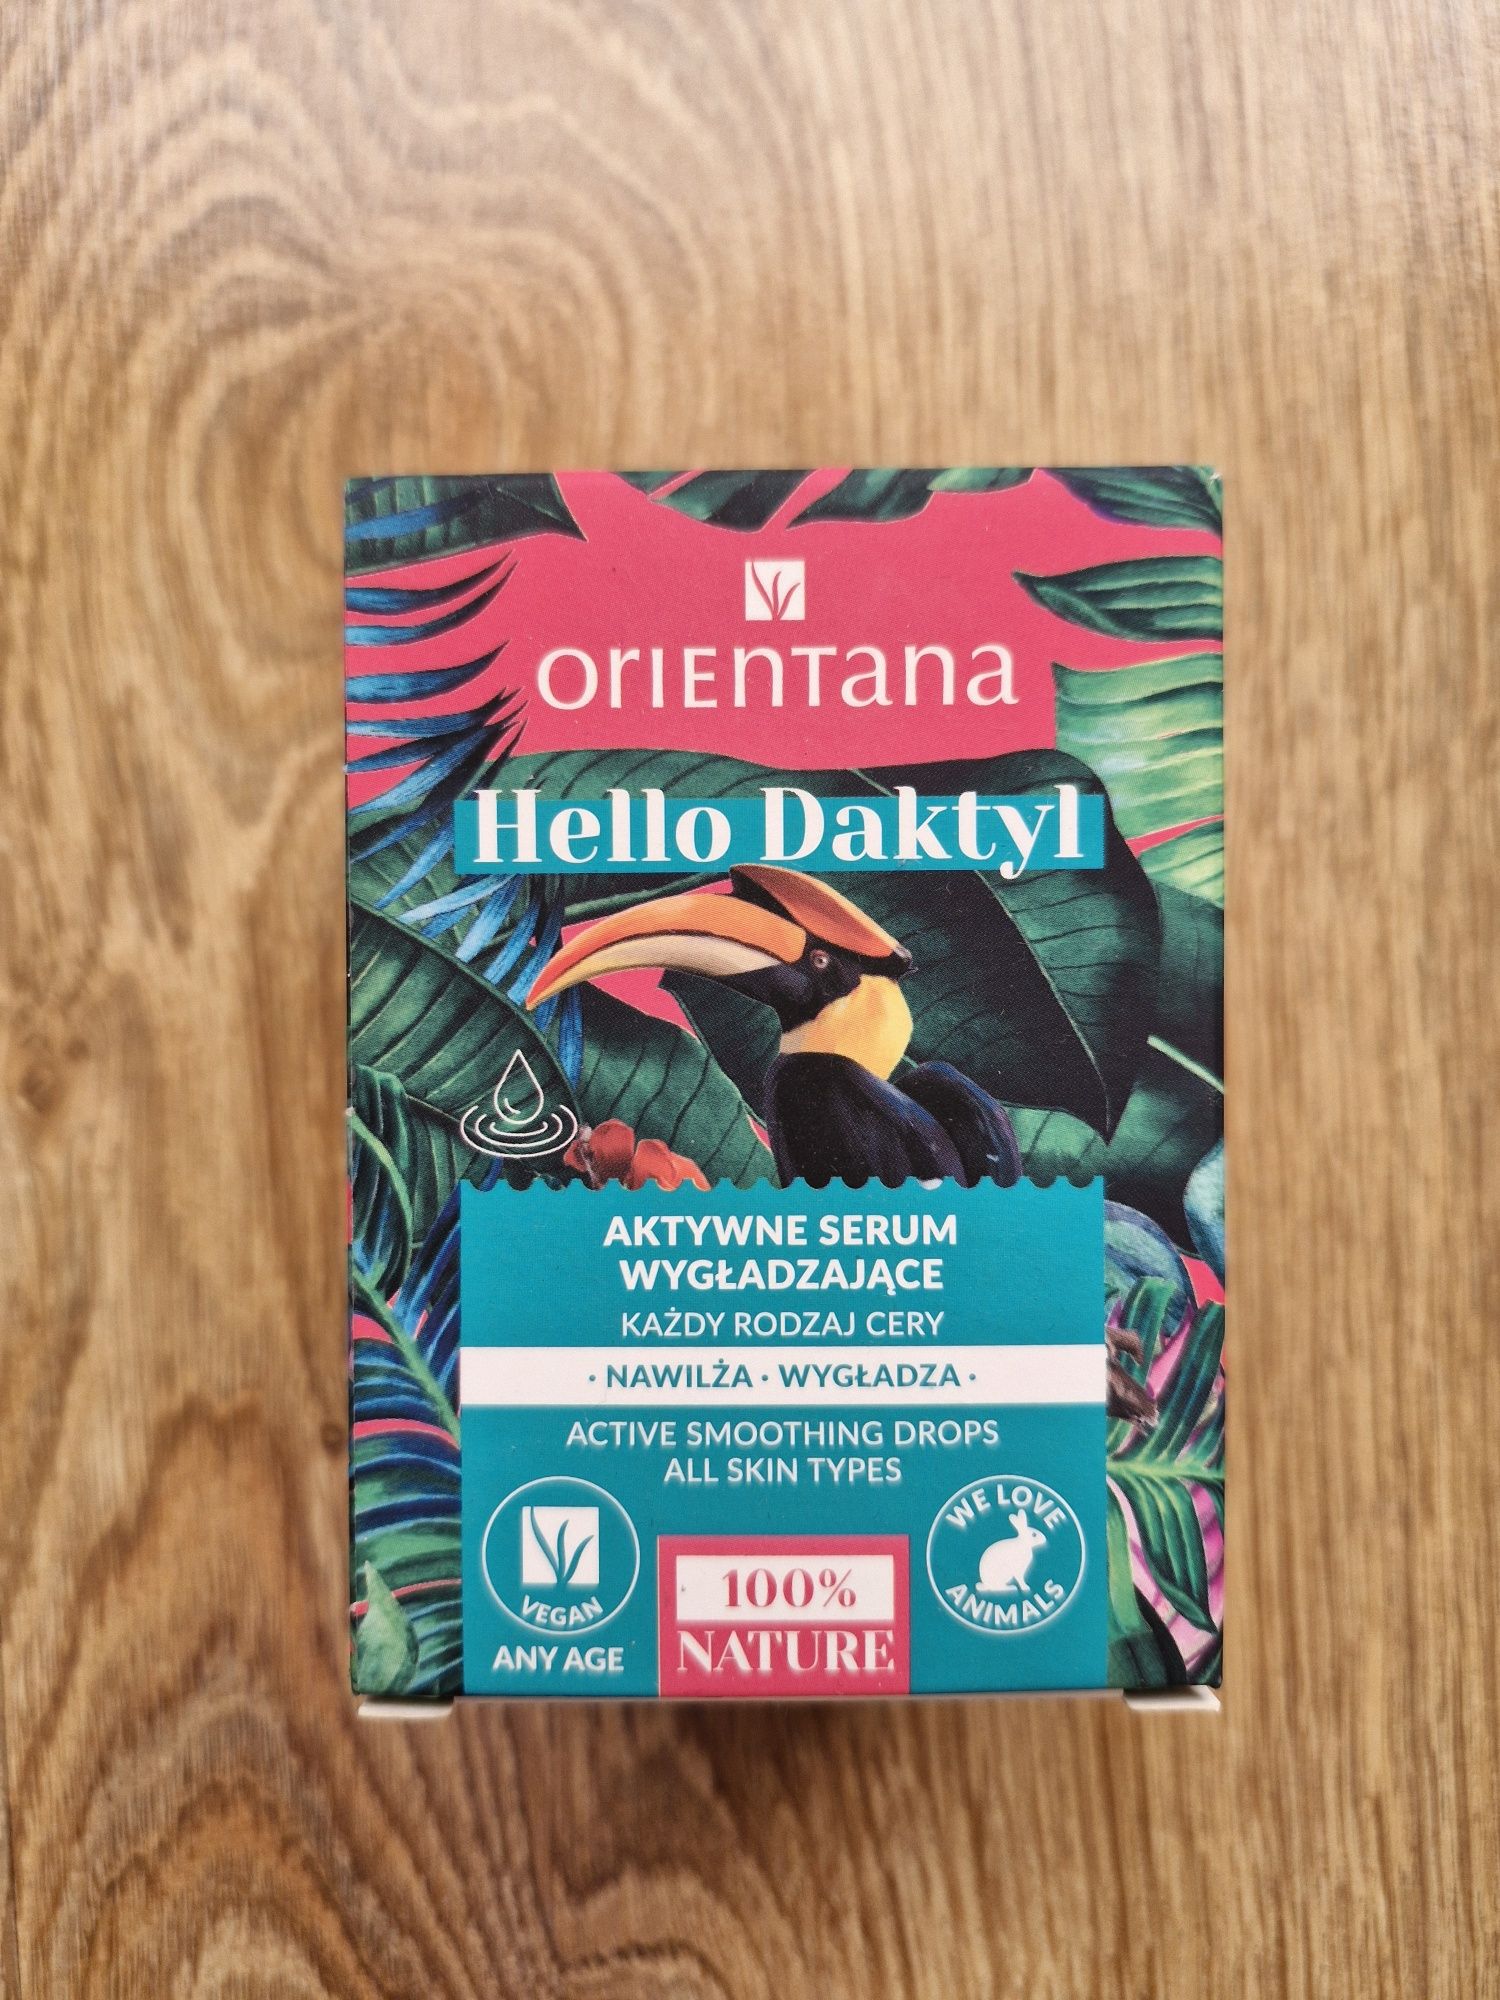 ORIENTANA
Hello Daktyl
AKTYWNE SERUM
WYGŁADZAJĄCE
KAŻDY RODZAJ CERY
• NAWILŻA • WYGŁADZA •
ACTIVE SMOOTHING DROPS
ALL SKIN TYPES
VEGAN
ANY AGE
100%
NATURE
WE LOVE
ANIMALS